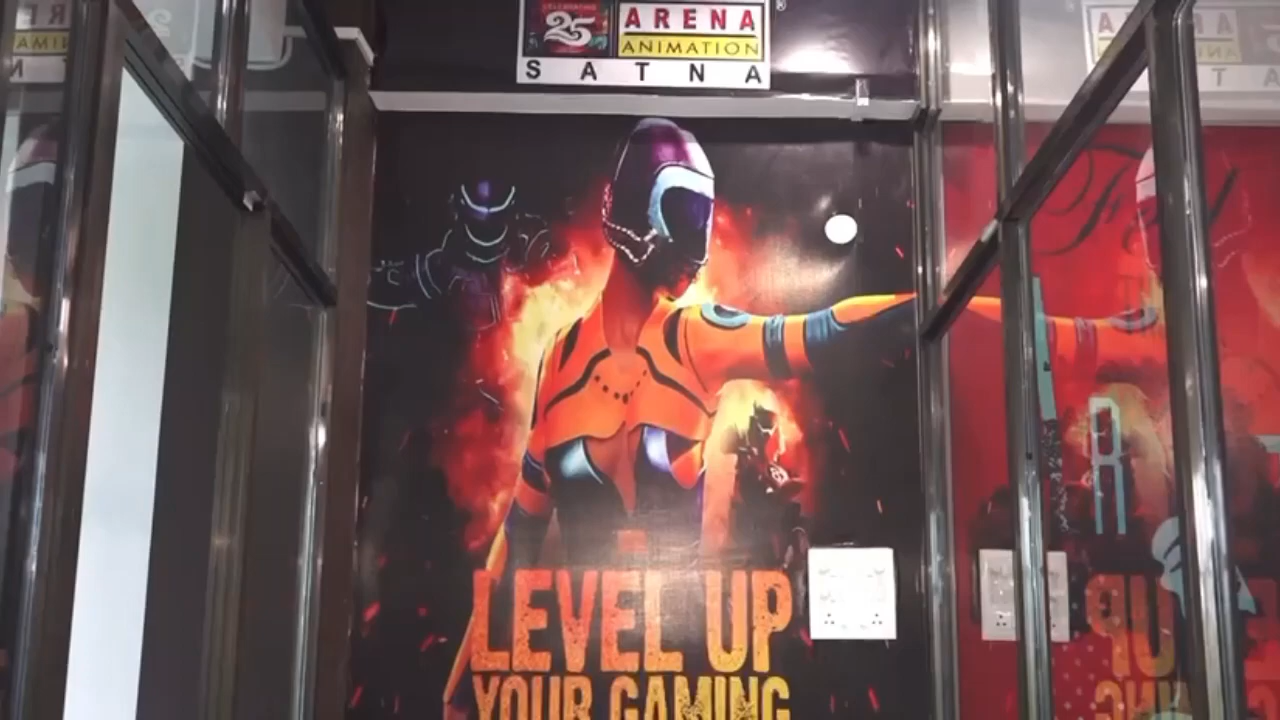 CELEBRATING
25
ARENA
®
ANIMATION
SATNA
LEVEL UP
YOUR GAMING